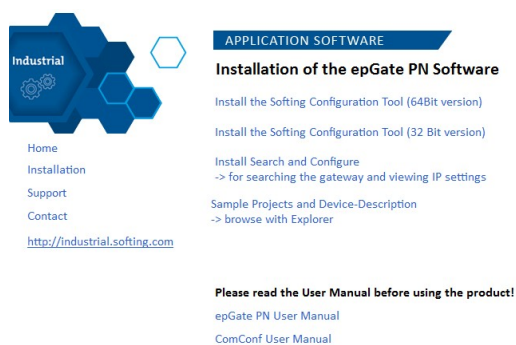 Industrial
Home
Installation
Support
Contact
http://industrial.softing.com
APPLICATION SOFTWARE
Installation of the epGate PN Software
Install the Softing Configuration Tool (64Bit version)
Install the Softing Configuration Tool (32 Bit version)
Install Search and Configure
-> for searching the gateway and viewing IP settings
Sample Projects and Device-Description
-> browse with Explorer
Please read the User Manual before using the product!
epGate PN User Manual
ComConf User Manual